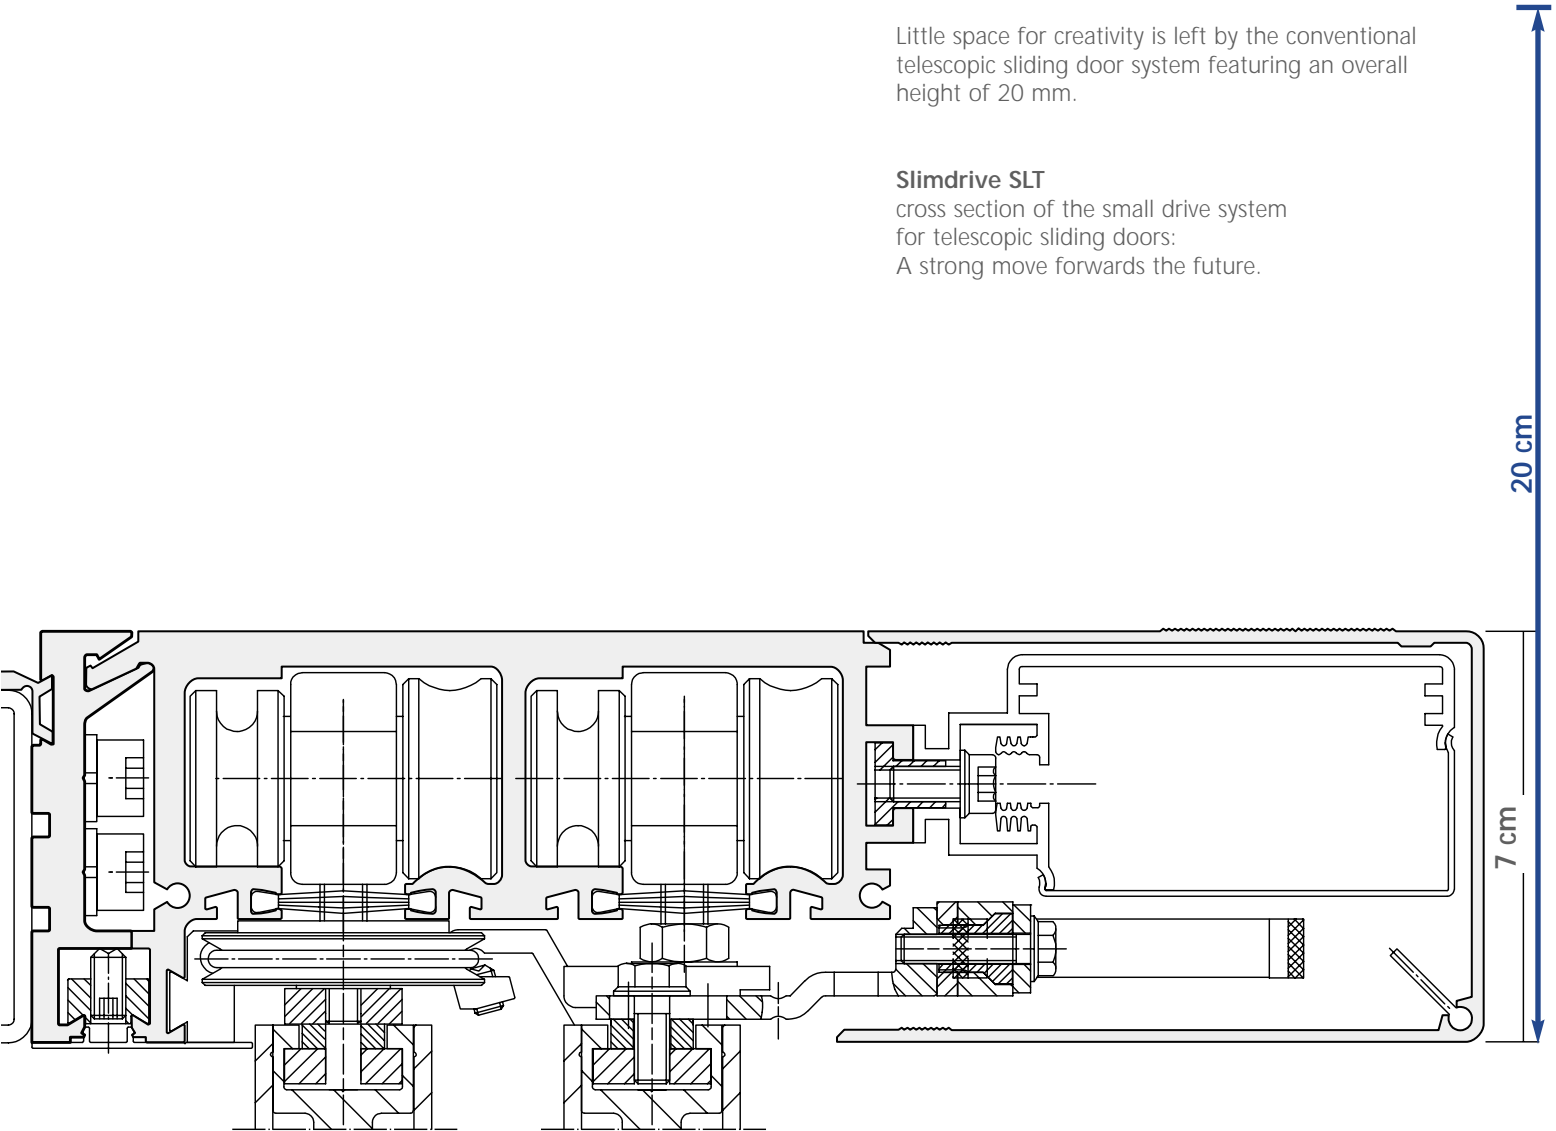 Little space for creativity is left by the conventional
telescopic sliding door system featuring an overall
height of 20 mm.
Slimdrive SLT
cross section of the small drive system
for telescopic sliding doors:
A strong move forwards the future.
20 cm
7 cm